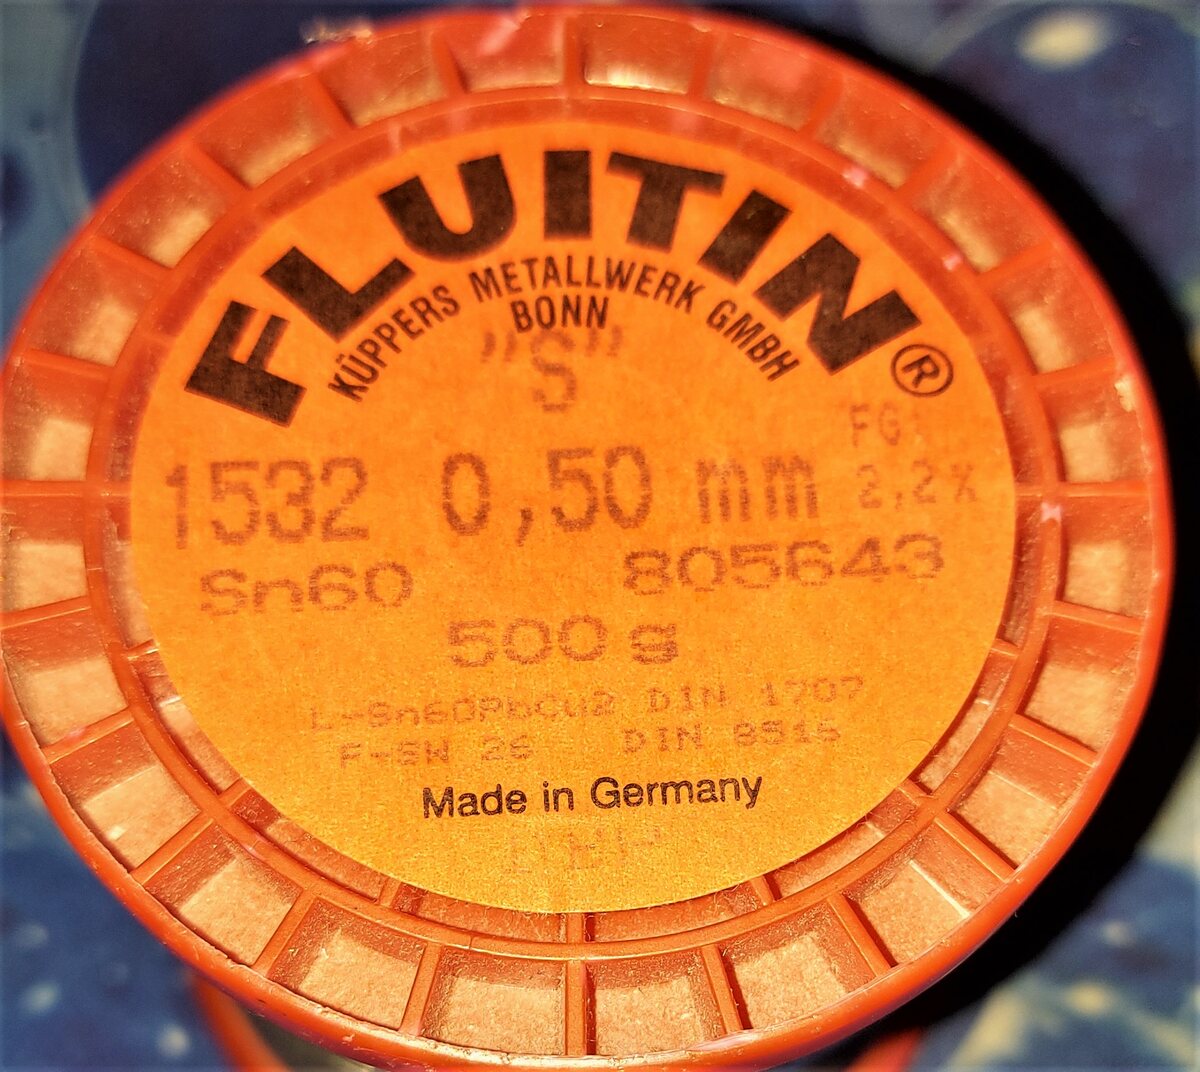 FLUITIN®
KÜPPERS METALLWERK GMBH
BONN
"S"
FG
1532 0,50 mm 2,2%
Sn60 805643
500 g
L-Sn60PbCu2 DIN 1707
F-SW 26 DIN 8516
Made in Germany